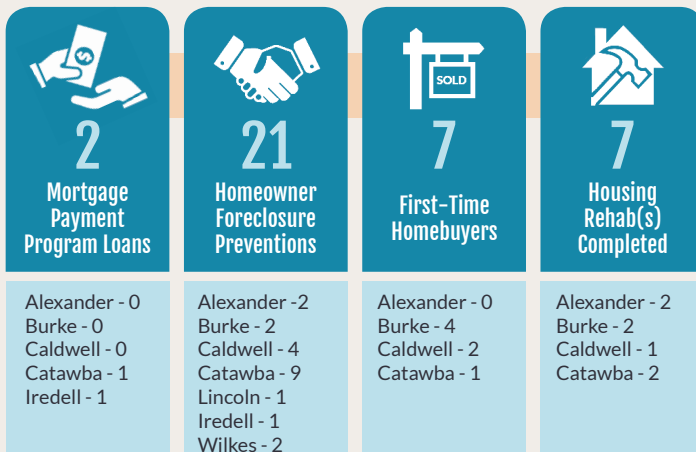 2
Mortgage
Payment
Program Loans
Alexander - 0
Burke - 0
Caldwell - 0
Catawba - 1
Iredell - 1
21
Homeowner
Foreclosure
Preventions
Alexander -2
Burke - 2
Caldwell - 4
Catawba - 9
Lincoln - 1
Iredell - 1
Wilkes - 2
SOLD
7
First-Time
Homebuyers
Alexander - 0
Burke - 4
Caldwell - 2
Catawba - 1
7
Housing
Rehab(s)
Completed
Alexander - 2
Burke - 2
Caldwell - 1
Catawba - 2